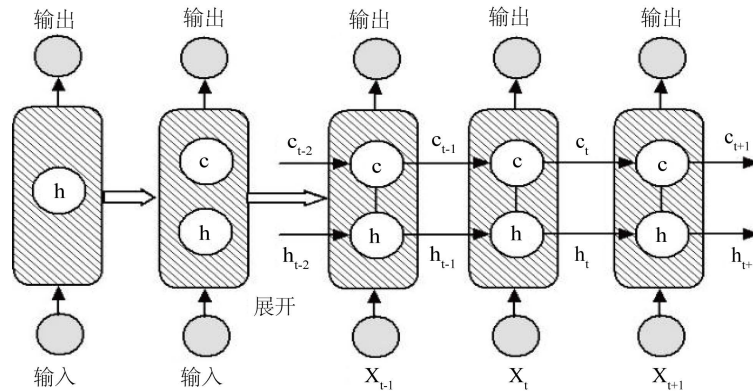 输出 输出 输出 输出 输出
c_{t-2} c_{t-1} c_t c_{t+1}
c c c c
h
h h h h
h_{t-2} h_{t-1} h_t h_{t+}
展开
输入 输入 X_{t-1} X_t X_{t+1}